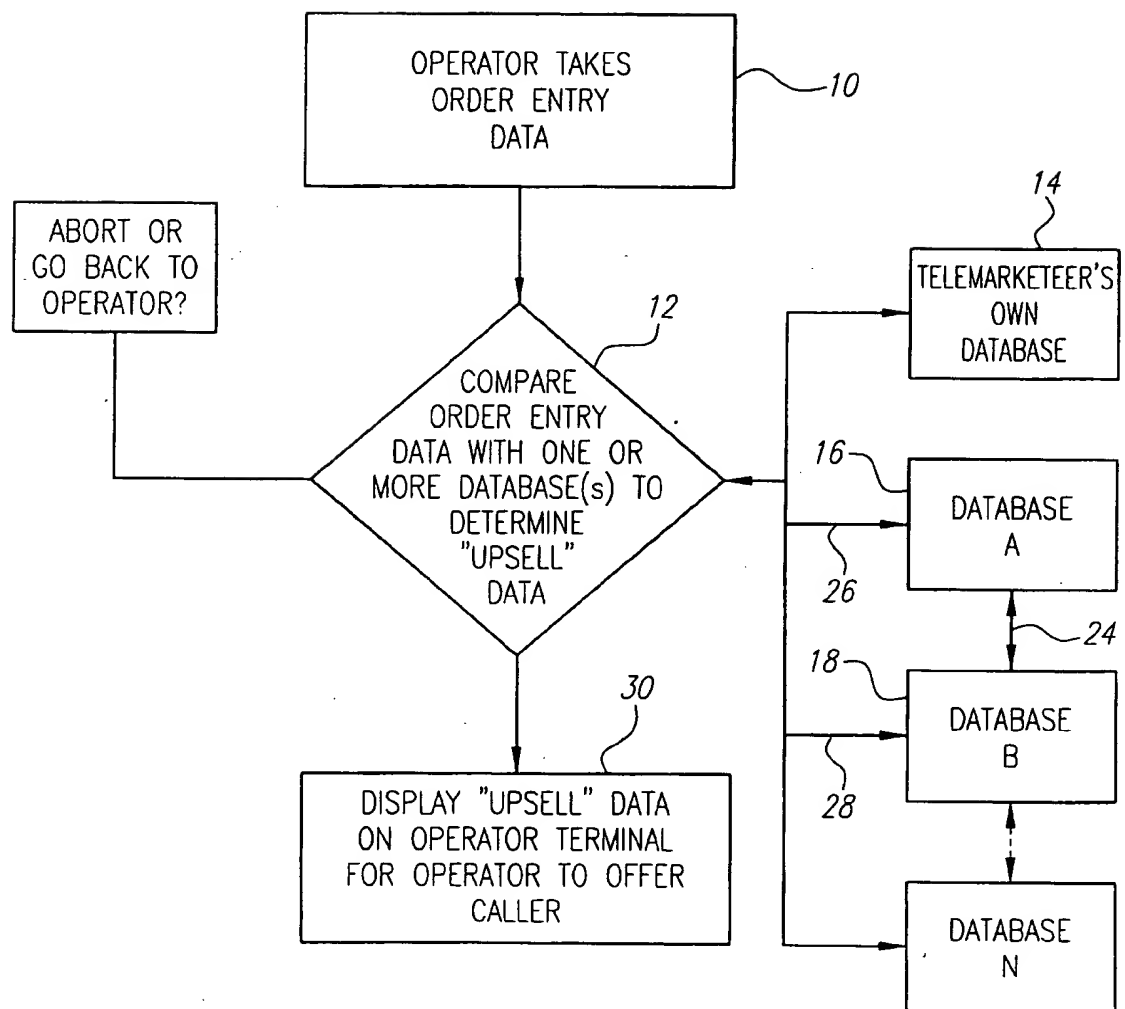 OPERATOR TAKES
ORDER ENTRY
DATA
10
ABORT OR
GO BACK TO
OPERATOR?
12
COMPARE
ORDER ENTRY
DATA WITH ONE OR
MORE DATABASE(s) TO
DETERMINE
"UPSELL"
DATA
14
TELEMARKETEER'S
OWN
DATABASE
16
DATABASE
A
26
24
18
DATABASE
B
28
30
DISPLAY "UPSELL" DATA
ON OPERATOR TERMINAL
FOR OPERATOR TO OFFER
CALLER
DATABASE
N